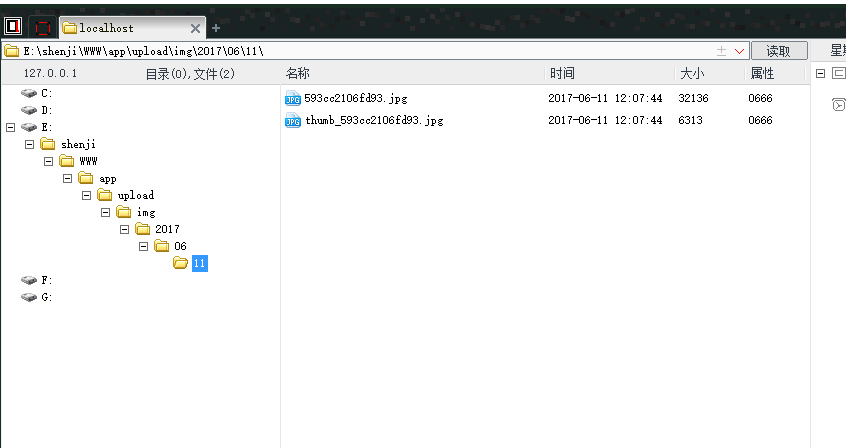 localhost
E:\shenji\WWW\app\upload\img\2017\06\11\
读取
127.0.0.1
目录(0),文件(2)
名称
时间
大小
属性
C:
D:
E:
shenji
WWW
app
upload
img
2017
06
11
F:
G:
JPG
593cc2106fd93.jpg
2017-06-11 12:07:44
32136
0666
JPG
thumb_593cc2106fd93.jpg
2017-06-11 12:07:44
6313
0666